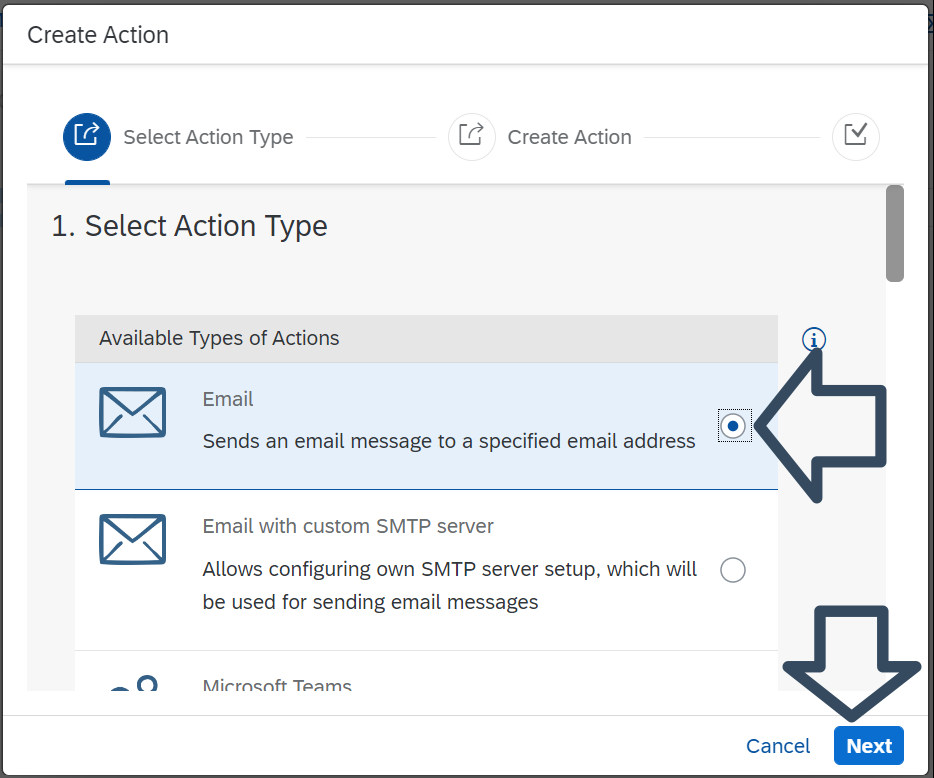 Create Action
Select Action Type
Create Action
1. Select Action Type
Available Types of Actions
Email
Sends an email message to a specified email address
Email with custom SMTP server
Allows configuring own SMTP server setup, which will
be used for sending email messages
Microsoft Teams
Cancel
Next